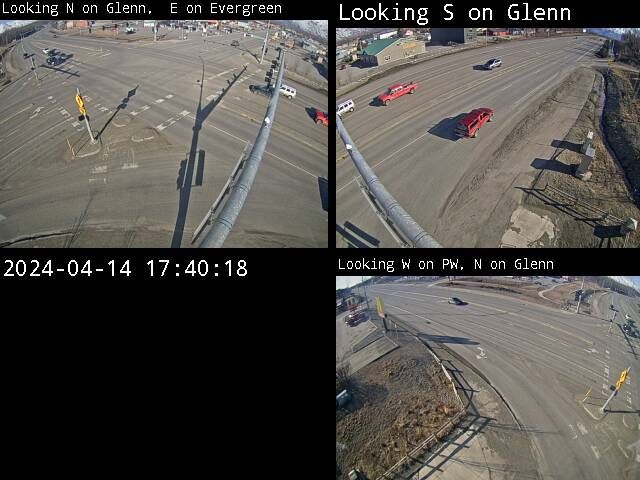 Looking N on Glenn,  E on Evergreen
Looking S on Glenn
2024-04-14 17:40:18
Looking W on PW, N on Glenn